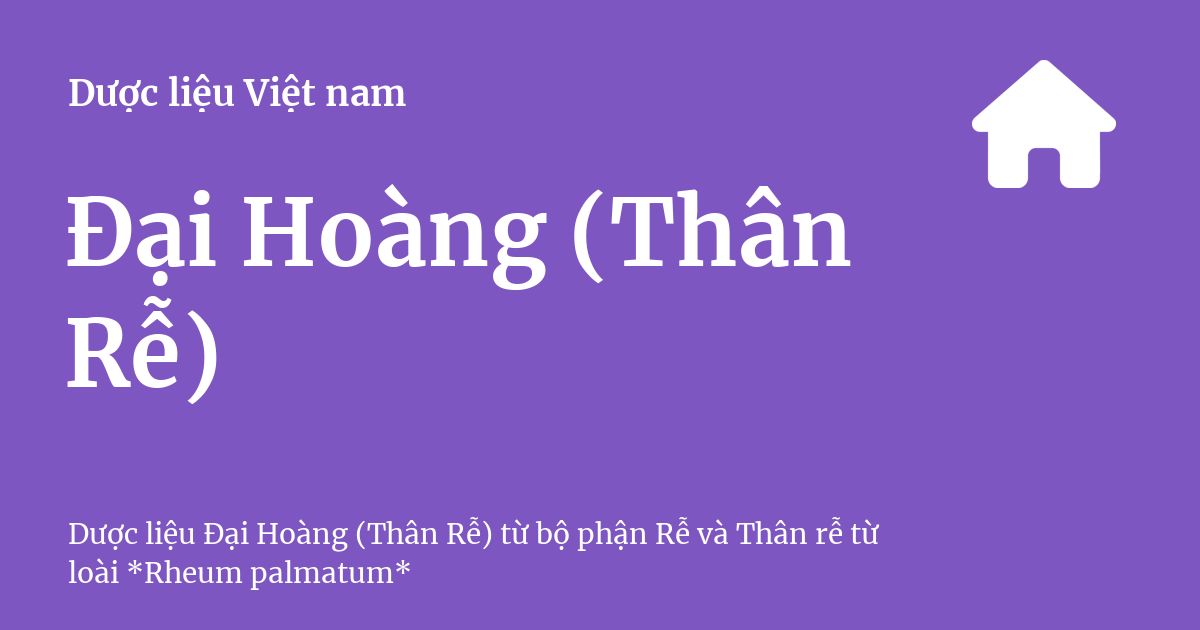 Dược liệu Việt nam
Đại Hoàng (Thân
Rễ)
Dược liệu Đại Hoàng (Thân Rễ) từ bộ phận Rễ và Thân rễ từ
loài *Rheum palmatum*